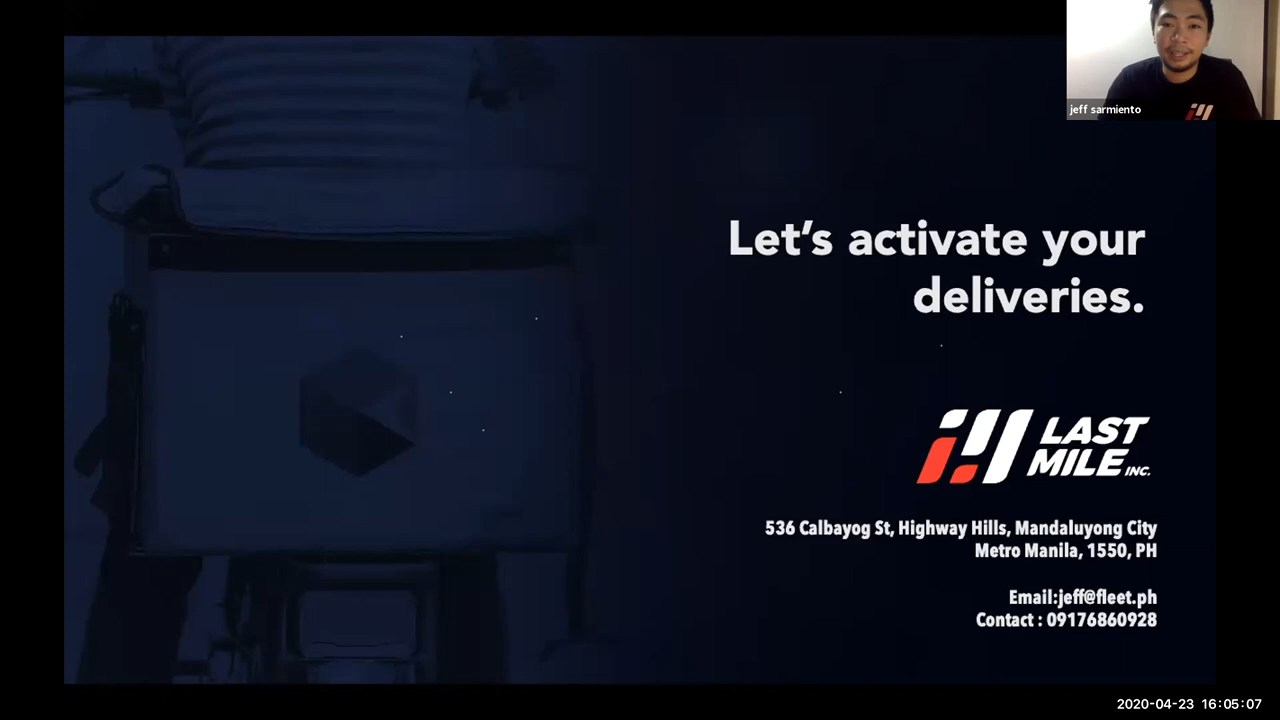 jeff sarmiento
Let's activate your
deliveries.
LAST
MILE INC.
536 Calbayog St, Highway Hills, Mandaluyong City
Metro Manila, 1550, PH
Email:jeff@fleet.ph
Contact : 09176860928
2020-04-23 16:05:07